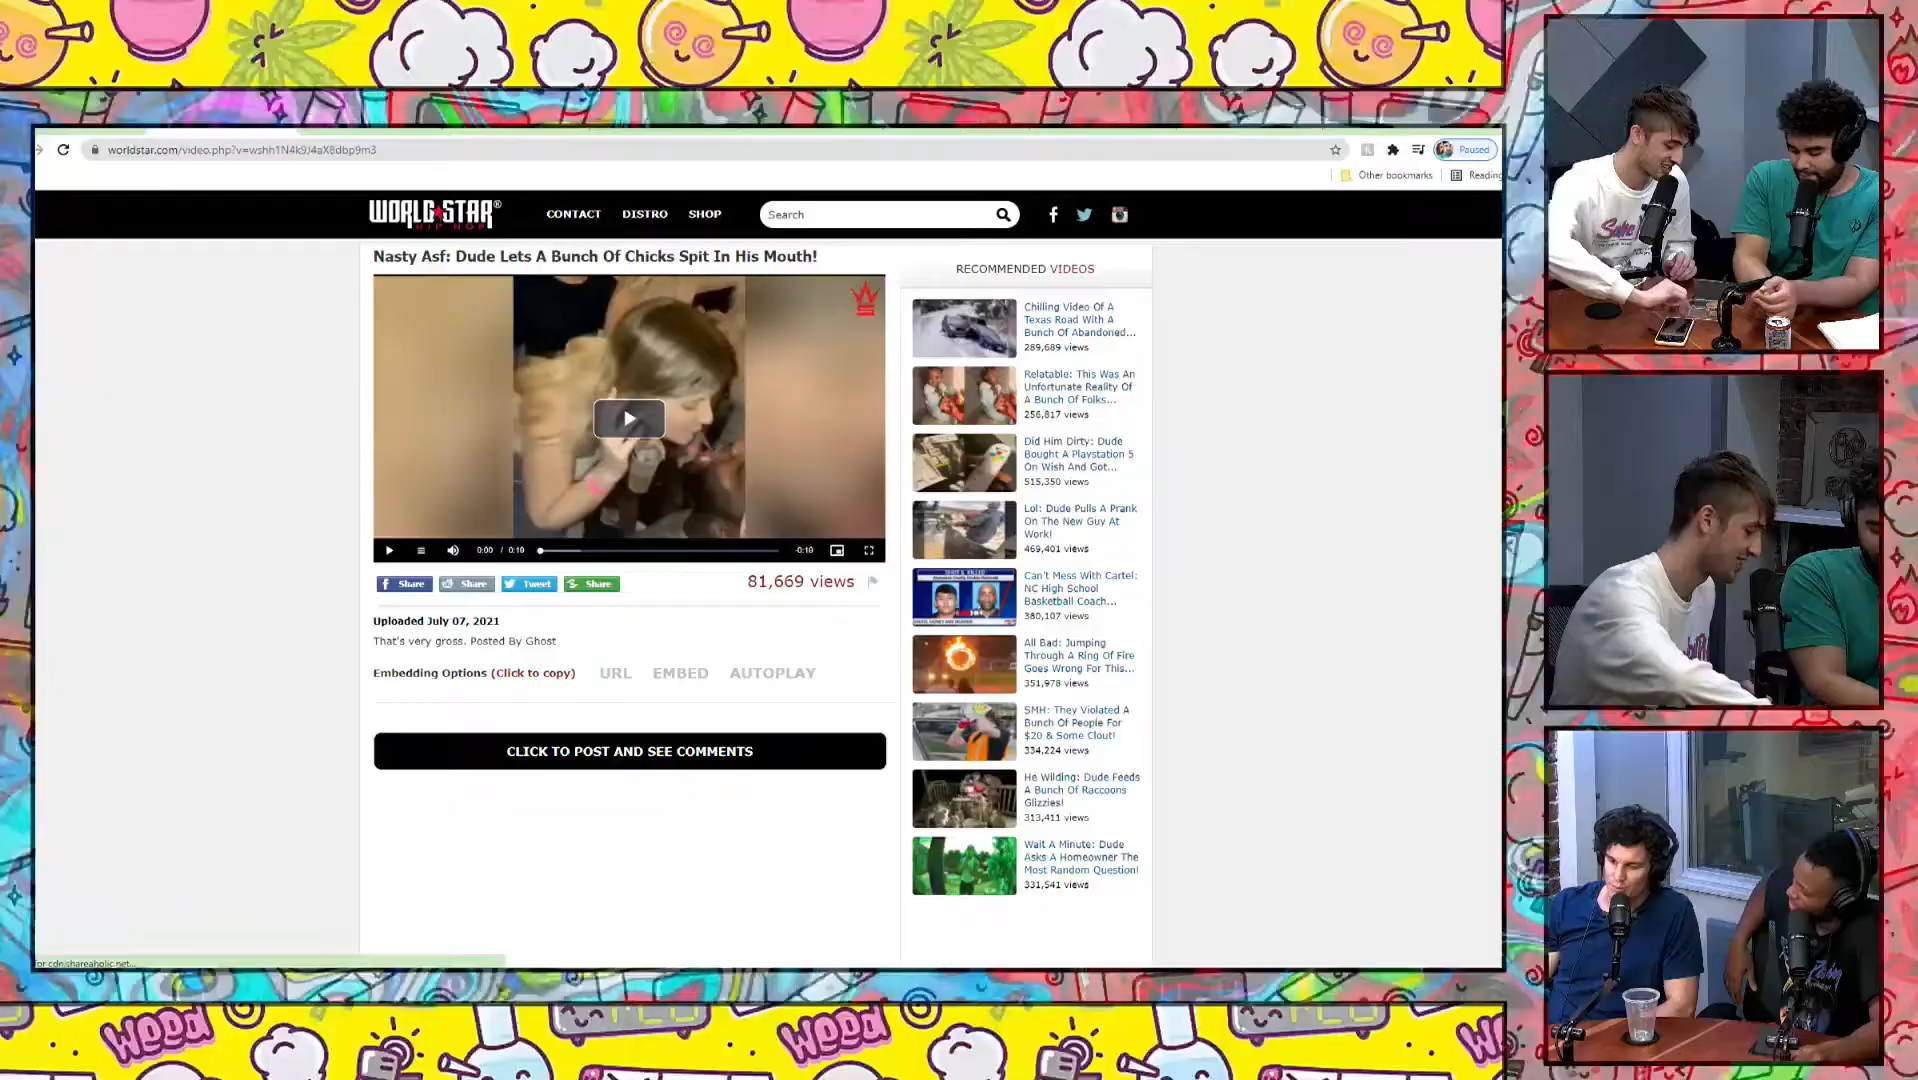 worldstar.com/video.php?v=wshh1N4k9J4aX8dbp9m3
Paused
Other bookmarks
Reading
WORLDSTAR®
HIP HOP
CONTACT
DISTRO
SHOP
Search
Nasty Asf: Dude Lets A Bunch Of Chicks Spit In His Mouth!
0:00 / 0:19
-0:10
Share
Share
Tweet
Share
81,669 views
Uploaded July 07, 2021
That's very gross. Posted By Ghost
Embedding Options (Click to copy)
URL
EMBED
AUTOPLAY
CLICK TO POST AND SEE COMMENTS
RECOMMENDED VIDEOS
Chilling Video Of A
Texas Road With A
Bunch Of Abandoned...
289,689 views
Relatable: This Was An
Unfortunate Reality Of
A Bunch Of Folks...
256,817 views
Did Him Dirty: Dude
Bought A Playstation 5
On Wish And Got...
515,350 views
Lol: Dude Pulls A Prank
On The New Guy At
Work!
469,401 views
Can't Mess With Cartel:
NC High School
Basketball Coach...
380,107 views
All Bad: Jumping
Through A Ring Of Fire
Goes Wrong For This...
351,978 views
SMH: They Violated A
Bunch Of People For
$20 & Some Clout!
334,224 views
He Wilding: Dude Feeds
A Bunch Of Raccoons
Glizzies!
313,411 views
Wait A Minute: Dude
Asks A Homeowner The
Most Random Question!
331,541 views
for cdn.shareaholic.net...
Weed
Weed